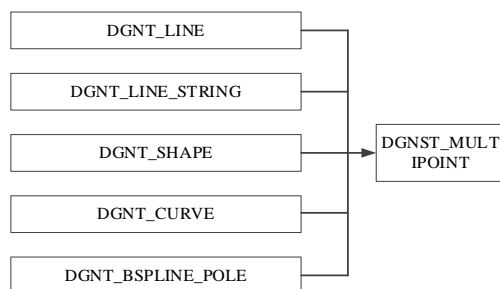 DGNT_LINE
DGNT_LINE_STRING
DGNT_SHAPE
DGNST_MULT
IPOINT
DGNT_CURVE
DGNT_BSPLINE_POLE